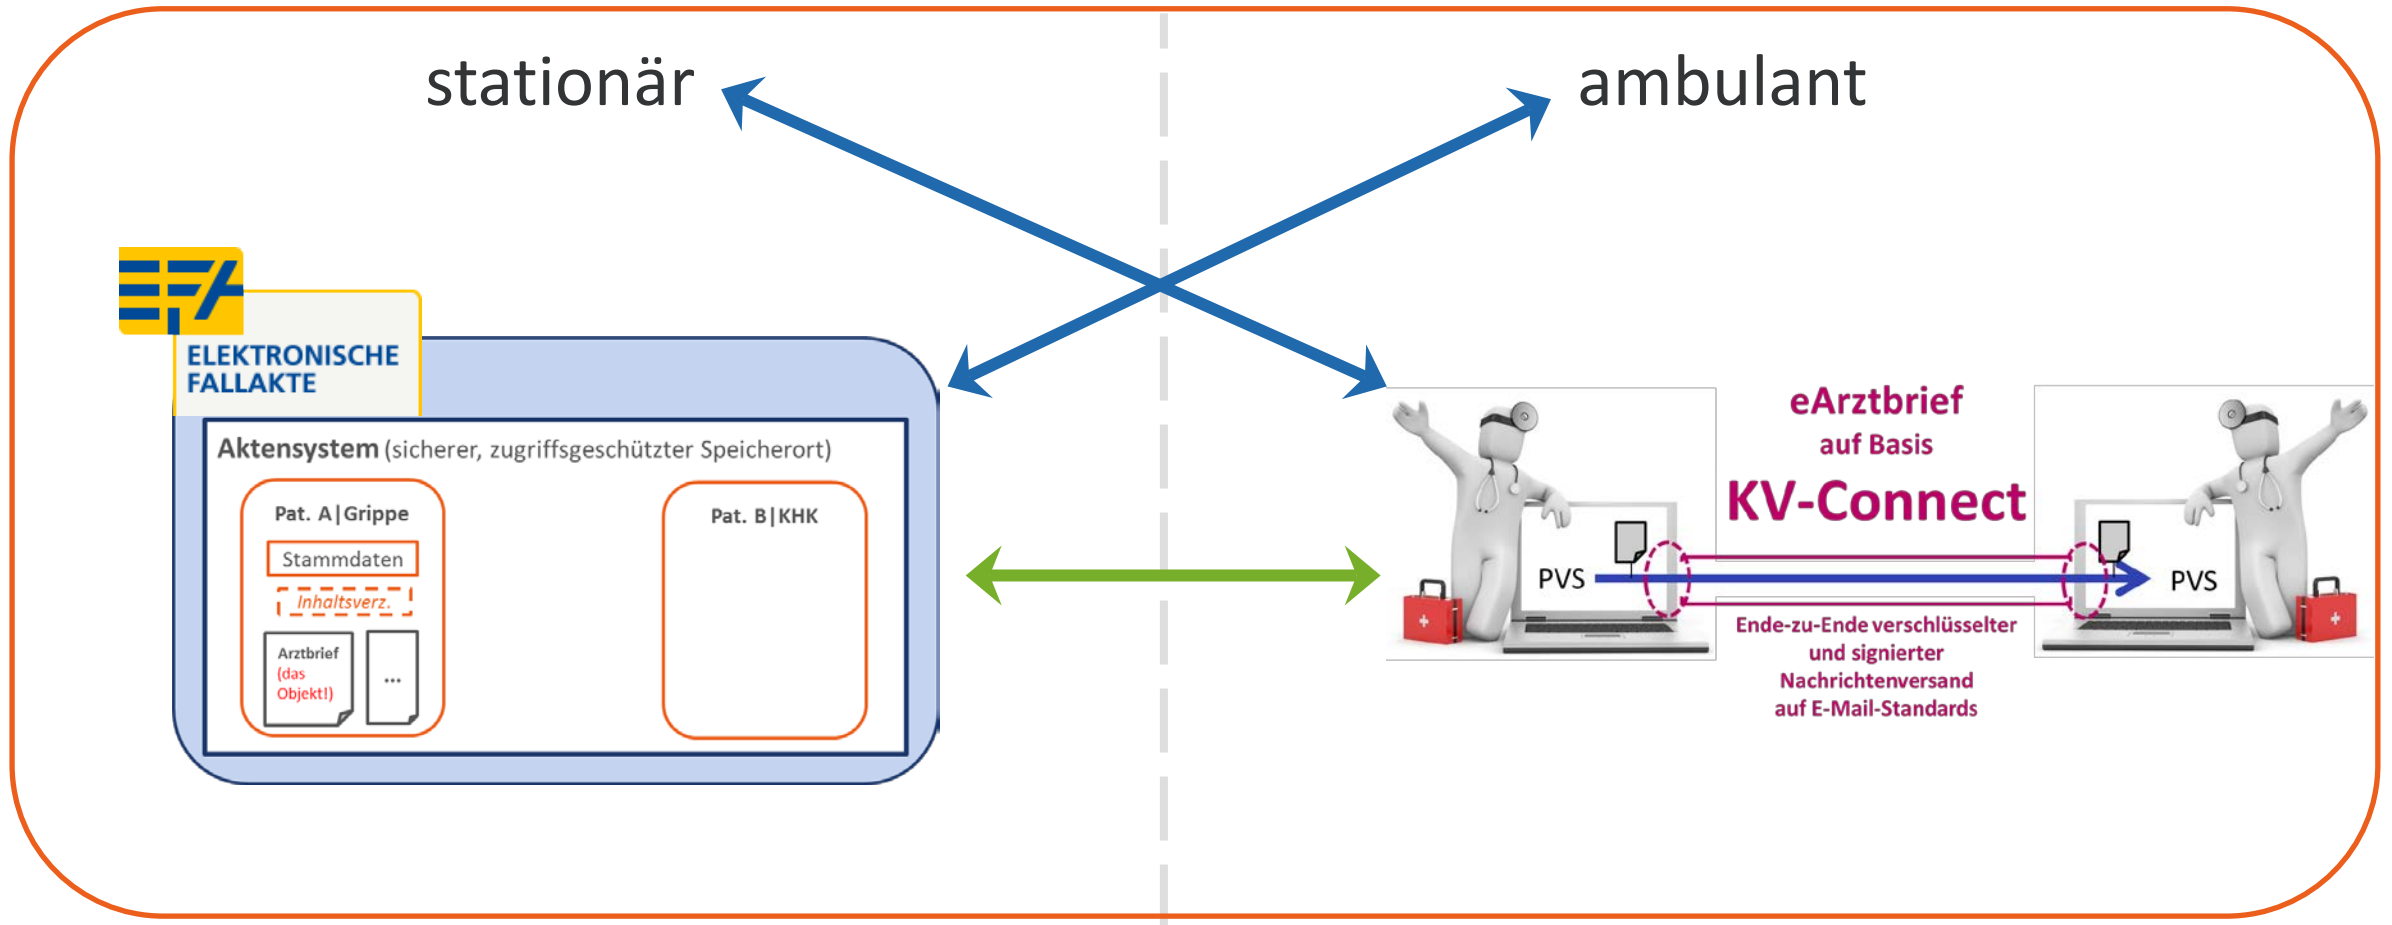 stationär
ambulant
EFA
ELEKTRONISCHE
FALLAKTE
Aktensystem (sicherer, zugriffsgeschützter Speicherort)
Pat. A|Grippe
Stammdaten
Inhaltsverz.
Arztbrief
(das
Objekt!)
...
Pat. B|KHK
eArztbrief
auf Basis
KV-Connect
PVS
PVS
Ende-zu-Ende verschlüsselter
und signierter
Nachrichtenversand
auf E-Mail-Standards